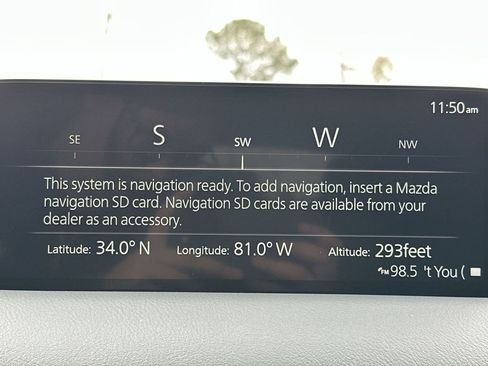 11:50am
SE S SW W NW
This system is navigation ready. To add navigation, insert a Mazda
navigation SD card. Navigation SD cards are available from your
dealer as an accessory.
Latitude: 34.0° N Longitude: 81.0° W Altitude: 293feet
FM 98.5 't You (